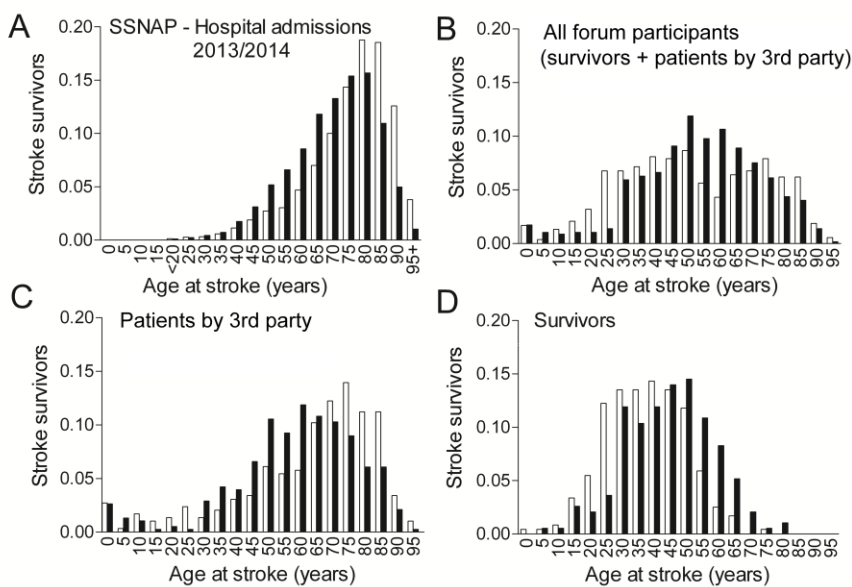 A
SSNAP - Hospital admissions
2013/2014
Stroke survivors
0.20
0.15
0.10
0.05
0.00
0 5 10 15 <20 25 30 35 40 45 50 55 60 65 70 75 80 85 90 95+
Age at stroke (years)
B
All forum participants
(survivors + patients by 3rd party)
Stroke survivors
0.20
0.15
0.10
0.05
0.00
0 5 10 15 20 25 30 35 40 45 50 55 60 65 70 75 80 85 90 95
Age at stroke (years)
C
Patients by 3rd party
Stroke survivors
0.20
0.15
0.10
0.05
0.00
0 5 10 15 20 25 30 35 40 45 50 55 60 65 70 75 80 85 90 95
Age at stroke (years)
D
Survivors
Stroke survivors
0.20
0.15
0.10
0.05
0.00
0 5 10 15 20 25 30 35 40 45 50 55 60 65 70 75 80 85 90 95
Age at stroke (years)